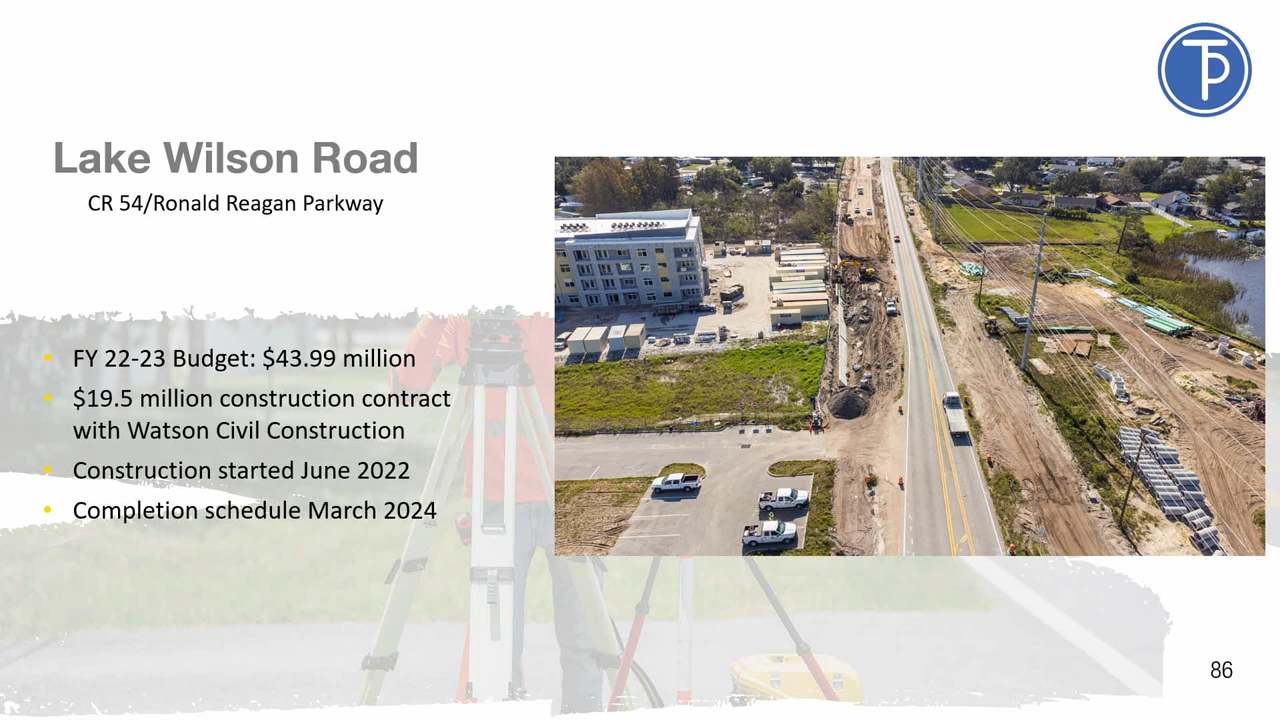 TP
Lake Wilson Road
CR 54/Ronald Reagan Parkway
• FY 22-23 Budget: $43.99 million
• $19.5 million construction contract
with Watson Civil Construction
• Construction started June 2022
• Completion schedule March 2024
86